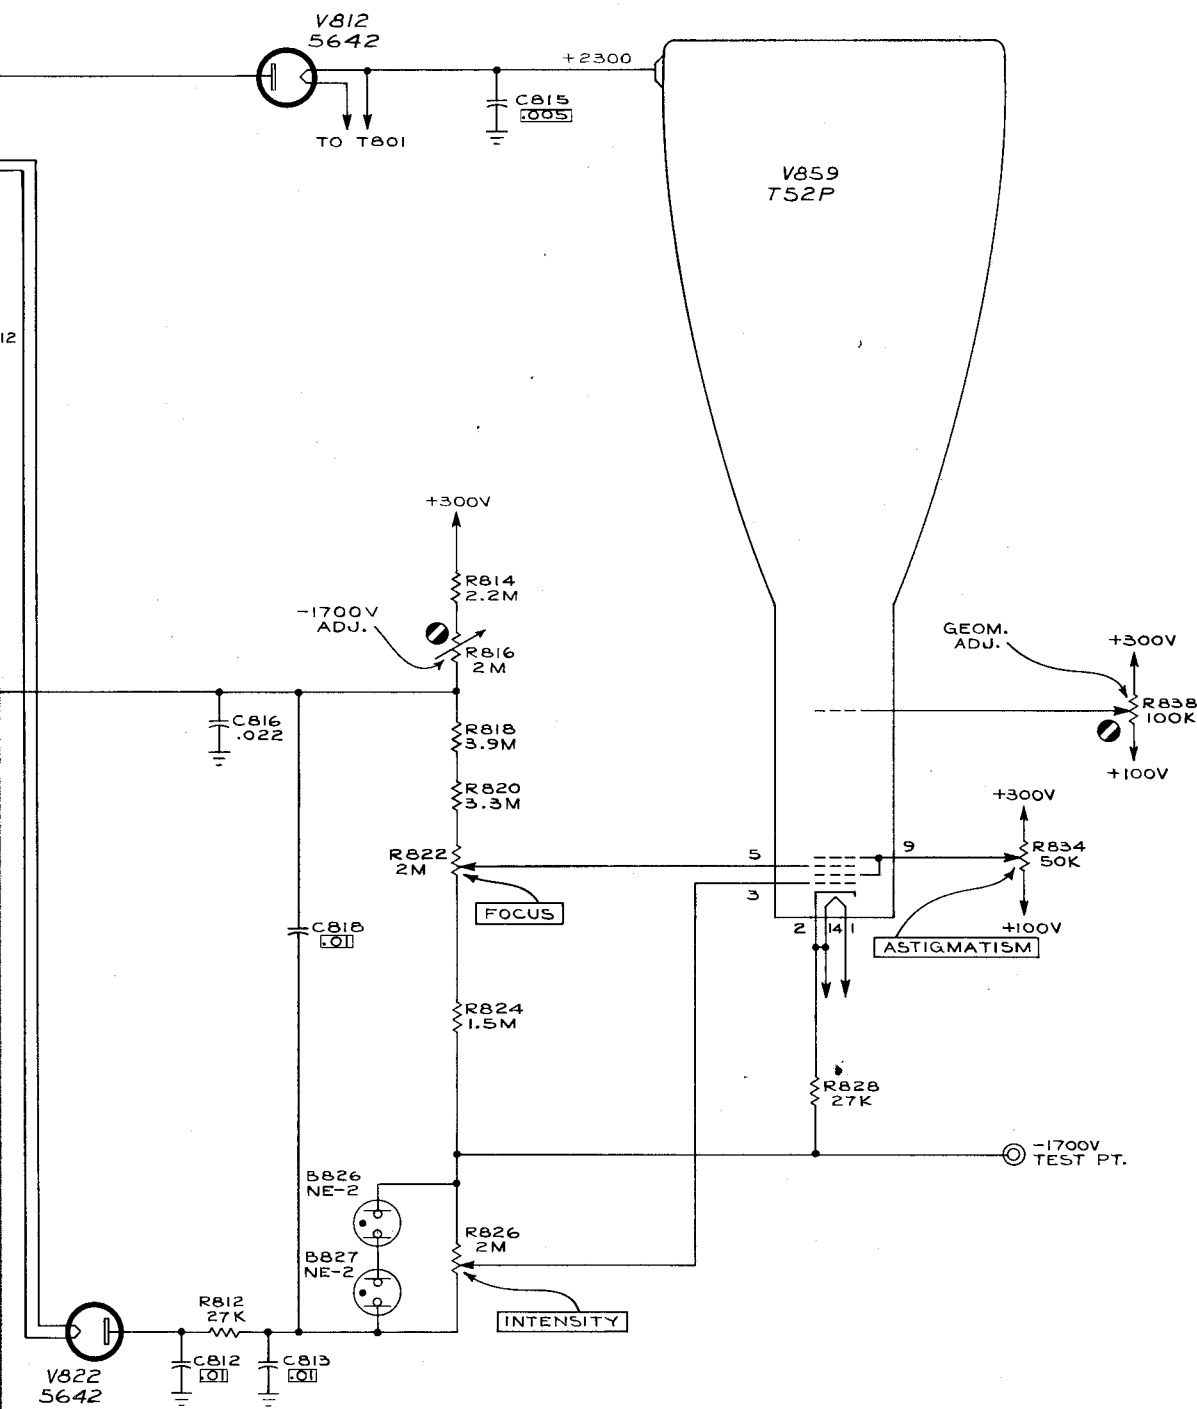 V812
5642
+2300
C815
.005
TO T801
V859
T52P
12
+300V
R814
2.2M
-1700V
ADJ.
R816
2M
GEOM.
ADJ.
+300V
R838
100K
+100V
C816
.022
R818
3.9M
R820
3.3M
+300V
R822
2M
5
9
R834
50K
3
FOCUS
2
14
1
+100V
ASTIGMATISM
C818
.01
R824
1.5M
R828
27K
-1700V
TEST PT.
B826
NE-2
R826
2M
B827
NE-2
R812
27K
INTENSITY
C812
.01
C813
.01
V822
5642